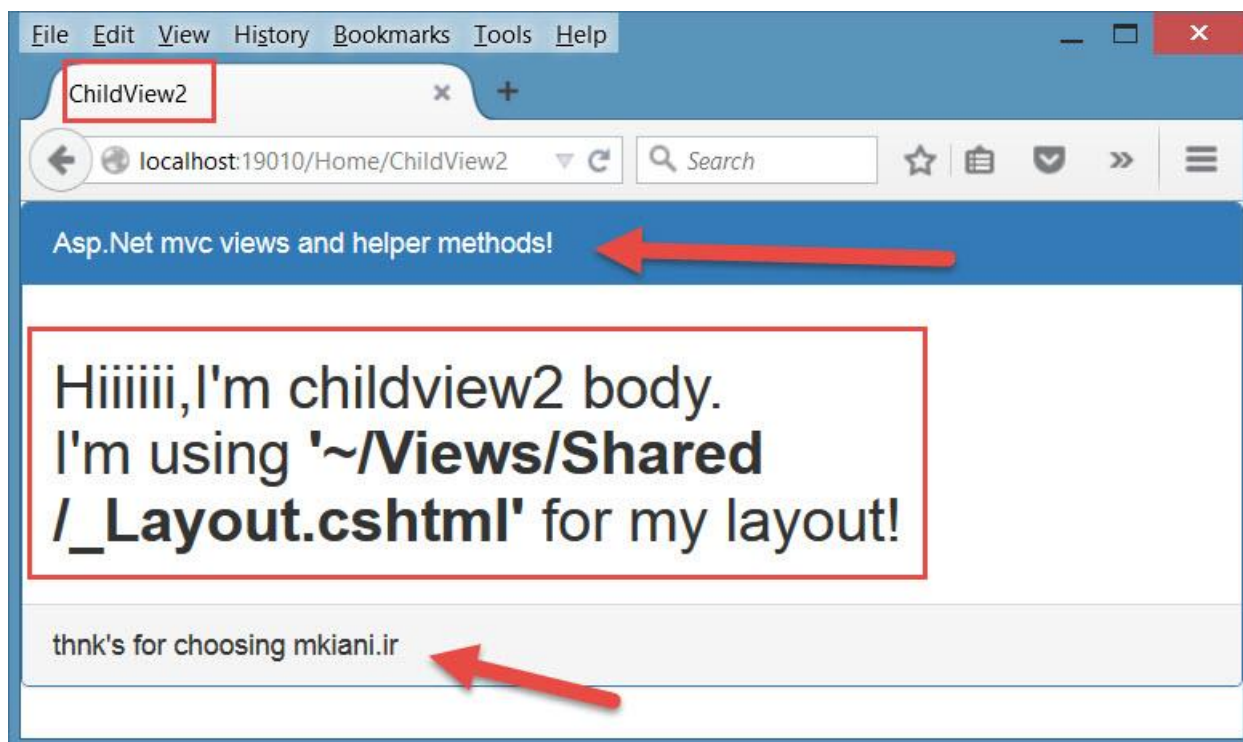 File Edit View History Bookmarks Tools Help
ChildView2
localhost:19010/Home/ChildView2 Search
Asp.Net mvc views and helper methods!
Hiiiiii,I'm childview2 body.
I'm using '~/Views/Shared
/_Layout.cshtml' for my layout!
thnk's for choosing mkiani.ir